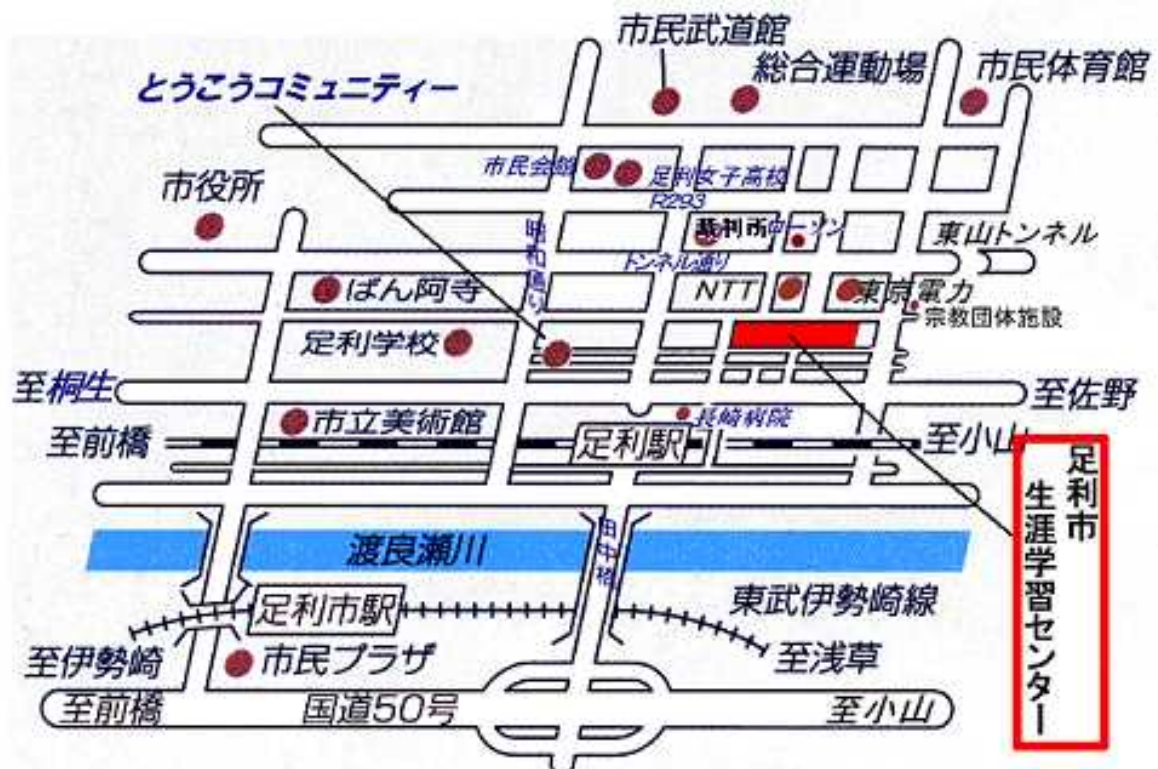 市民武道館
総合運動場
市民体育館
とうこうコミュニティー
市民会館
足利女子高校
R293
市役所
昭和通り
裁判所
東山トンネル
トンネル通り
ばん阿寺
NTT
東京電力
宗教団体施設
足利学校
至桐生
至佐野
市立美術館
長崎病院
至前橋
足利駅
至小山
足利市
生涯学習センター
渡良瀬川
田中橋
足利市駅
東武伊勢崎線
至伊勢崎
市民プラザ
至浅草
至前橋
国道50号
至小山